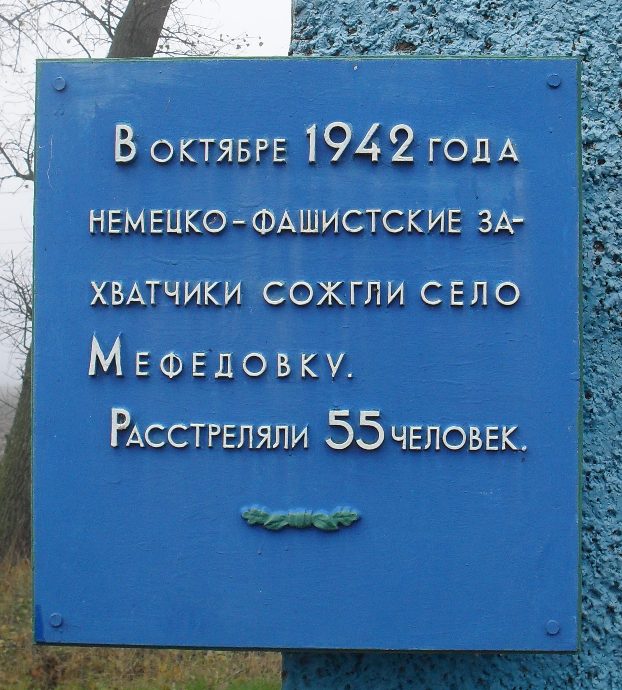 В октябре 1942 года
немецко-фашистские за-
хватчики сожгли село
Мефедовку.
Расстреляли 55 человек.